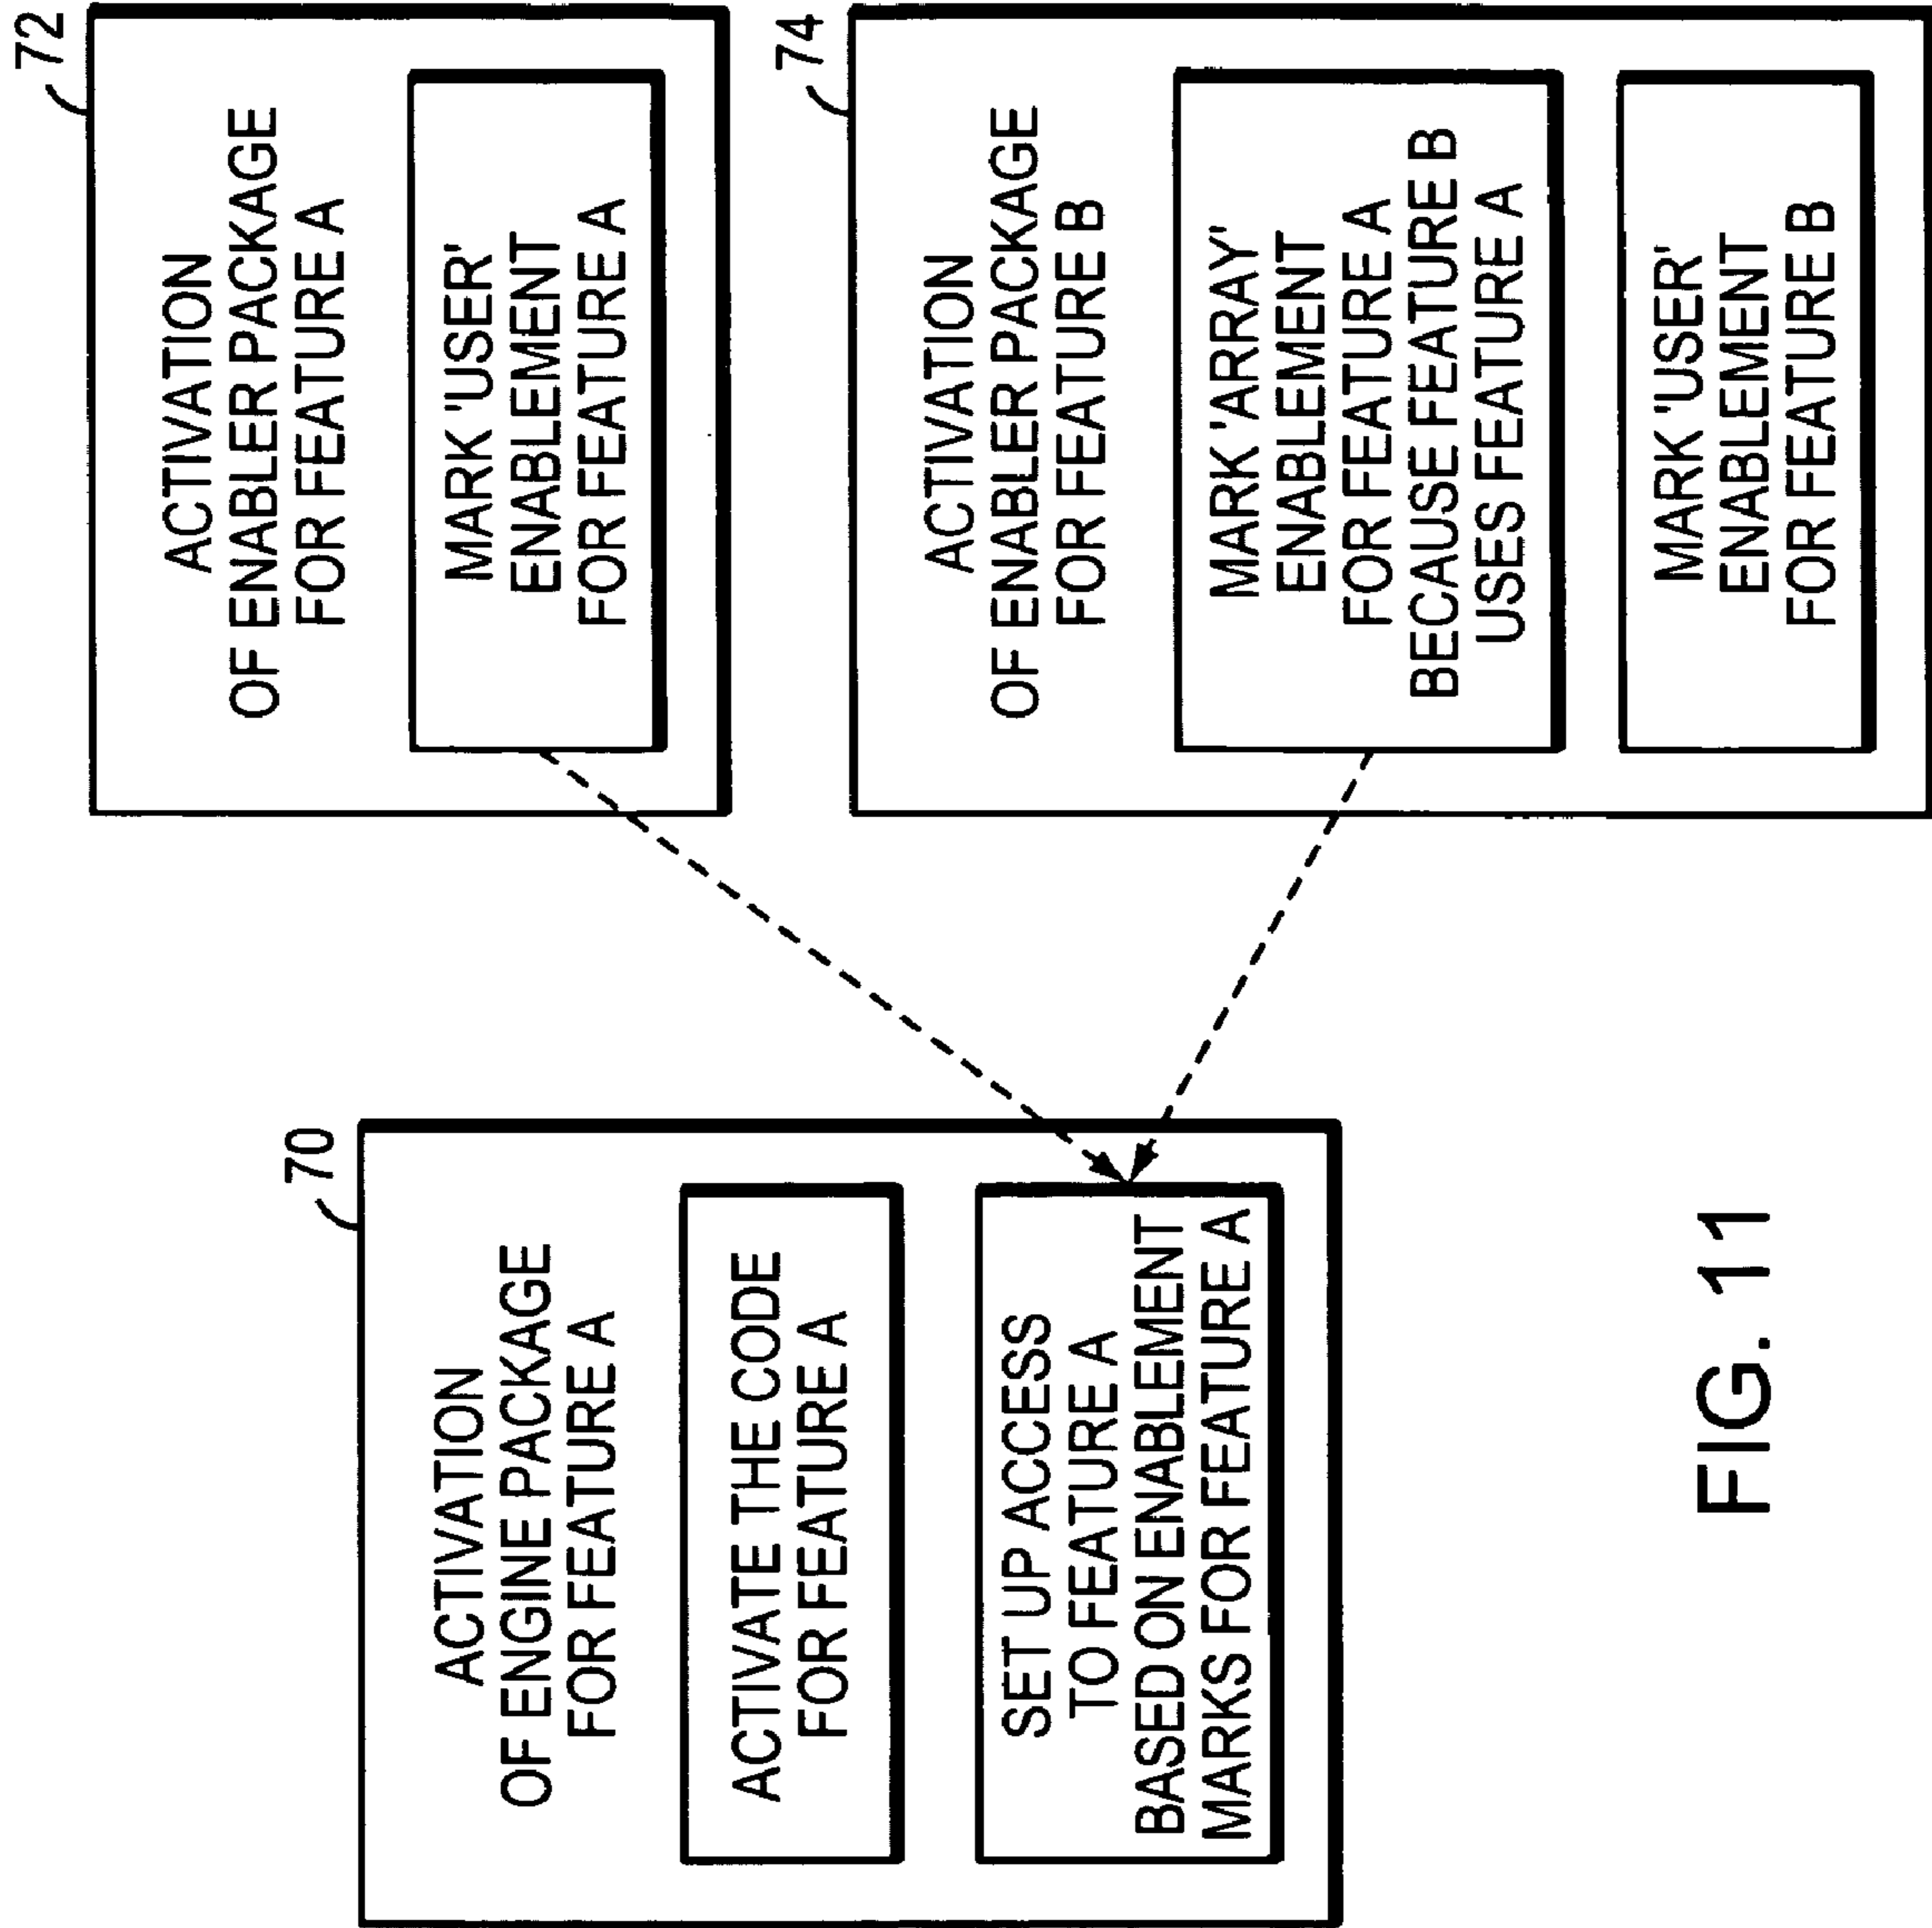 70
ACTIVATION
OF ENGINE PACKAGE
FOR FEATURE A
ACTIVATE THE CODE
FOR FEATURE A
SET UP ACCESS
TO FEATURE A
BASED ON ENABLEMENT
MARKS FOR FEATURE A
72
ACTIVATION
OF ENABLER PACKAGE
FOR FEATURE A
MARK 'USER'
ENABLEMENT
FOR FEATURE A
74
ACTIVATION
OF ENABLER PACKAGE
FOR FEATURE B
MARK 'ARRAY'
ENABLEMENT
FOR FEATURE A
BECAUSE FEATURE B
USES FEATURE A
MARK 'USER'
ENABLEMENT
FOR FEATURE B
FIG. 11